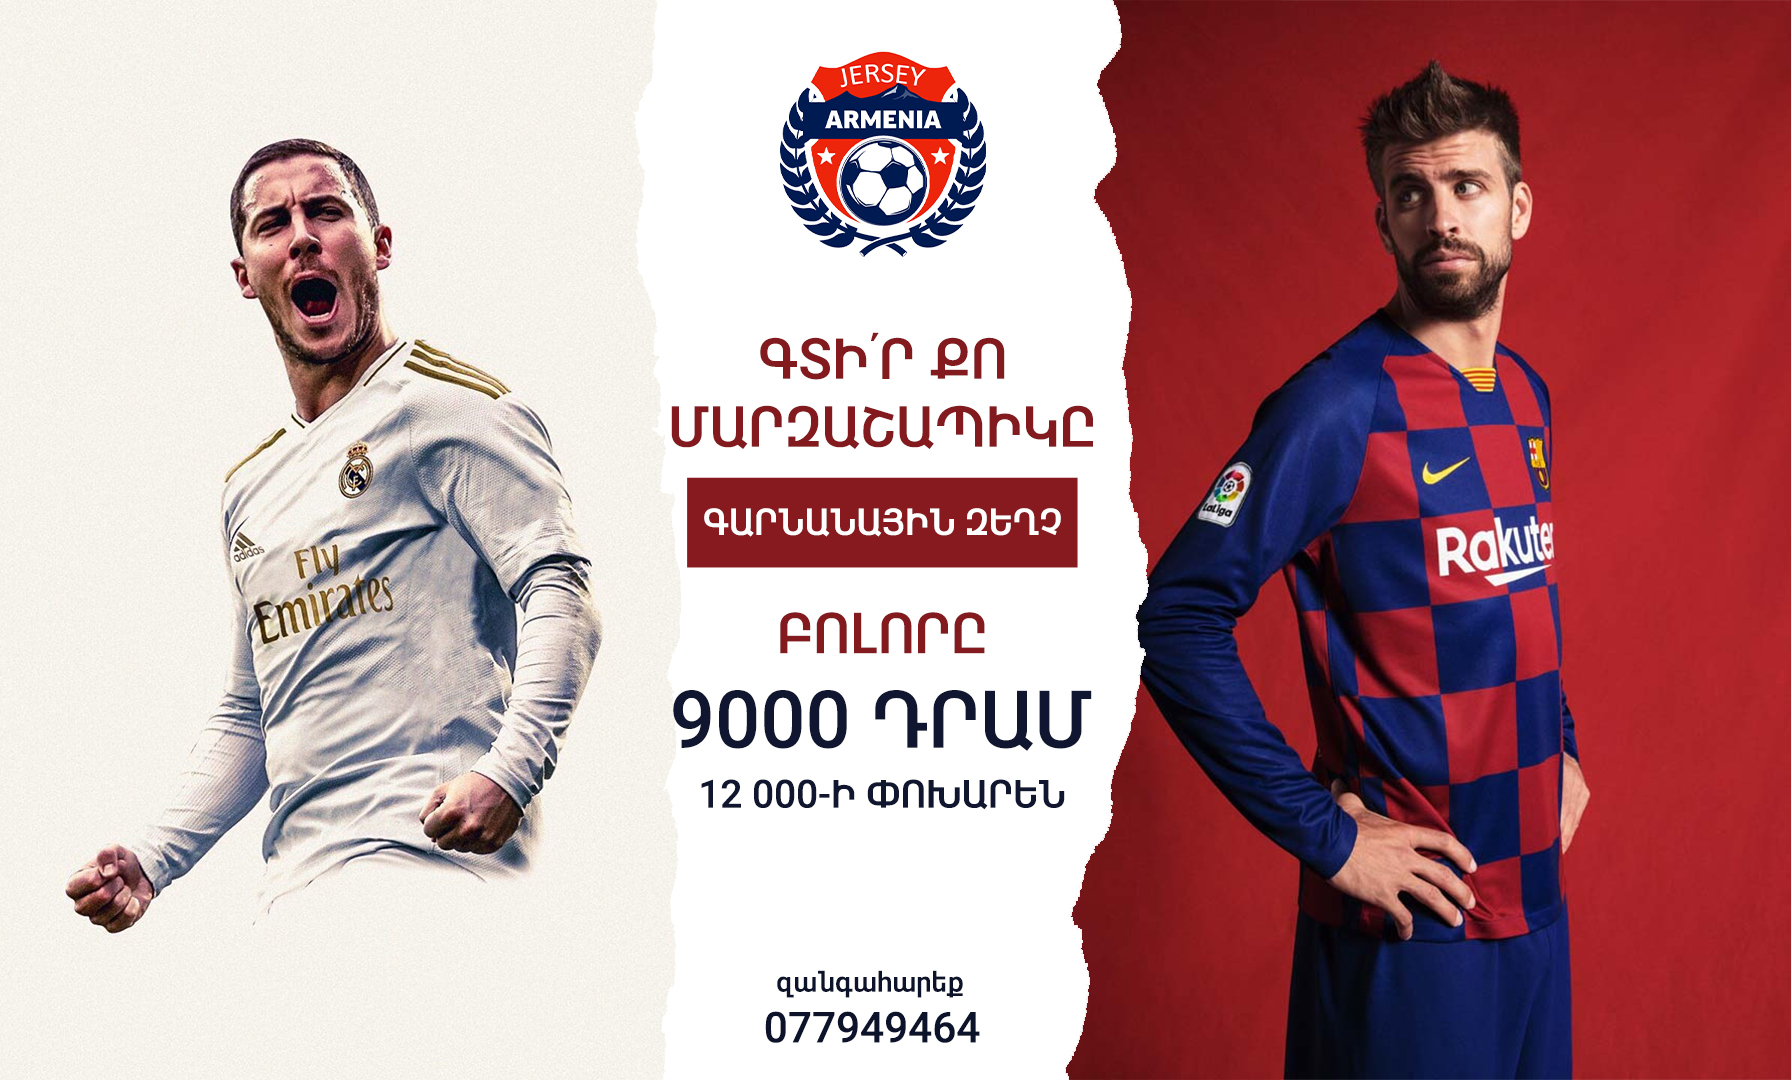 JERSEY
ARMENIA
ԳՏԻ՛Ր ՔՈ
ՄԱՐԶԱՇԱՊԻԿԸ
ԳԱՐՆԱՆԱՅԻՆ ԶԵՂՉ
ԲՈԼՈՐԸ
9000 ԴՐԱՄ
12 000-Ի ՓՈԽԱՐԵՆ
զանգահարեք
077949464
adidas
Fly
Emirates
LaLiga
Rakuten